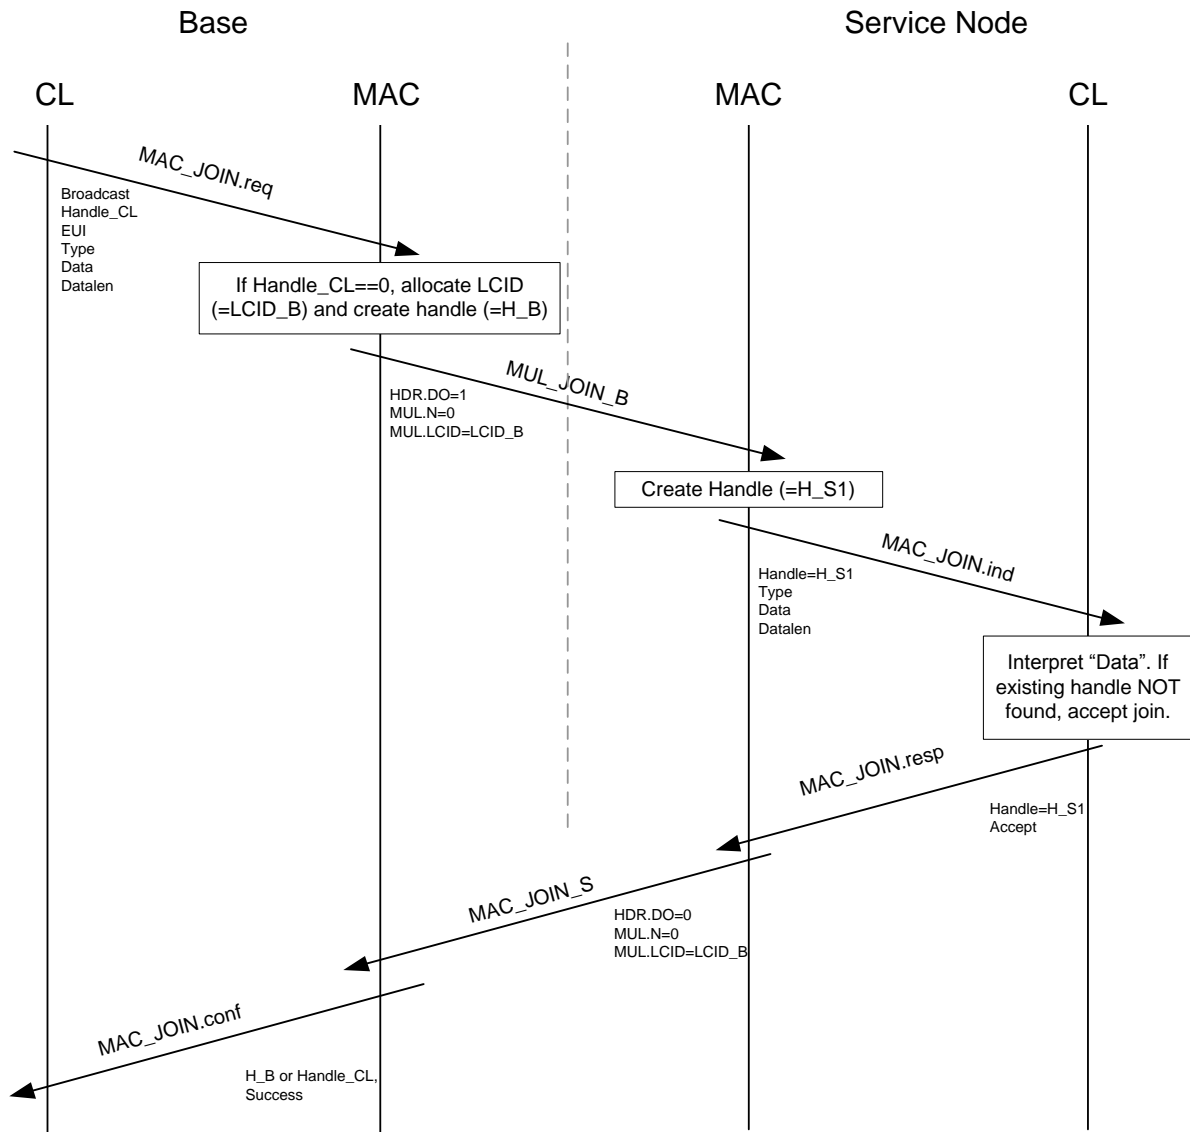 Base
Service Node
CL
MAC
MAC
CL
MAC_JOIN.req
Broadcast
Handle_CL
EUI
Type
Data
Datalen
If Handle_CL==0, allocate LCID
(=LCID_B) and create handle (=H_B)
MUL_JOIN_B
HDR.DO=1
MUL.N=0
MUL.LCID=LCID_B
Create Handle (=H_S1)
MAC_JOIN.ind
Handle=H_S1
Type
Data
Datalen
Interpret “Data”. If
existing handle NOT
found, accept join.
MAC_JOIN.resp
Handle=H_S1
Accept
MAC_JOIN_S
HDR.DO=0
MUL.N=0
MUL.LCID=LCID_B
MAC_JOIN.conf
H_B or Handle_CL,
Success